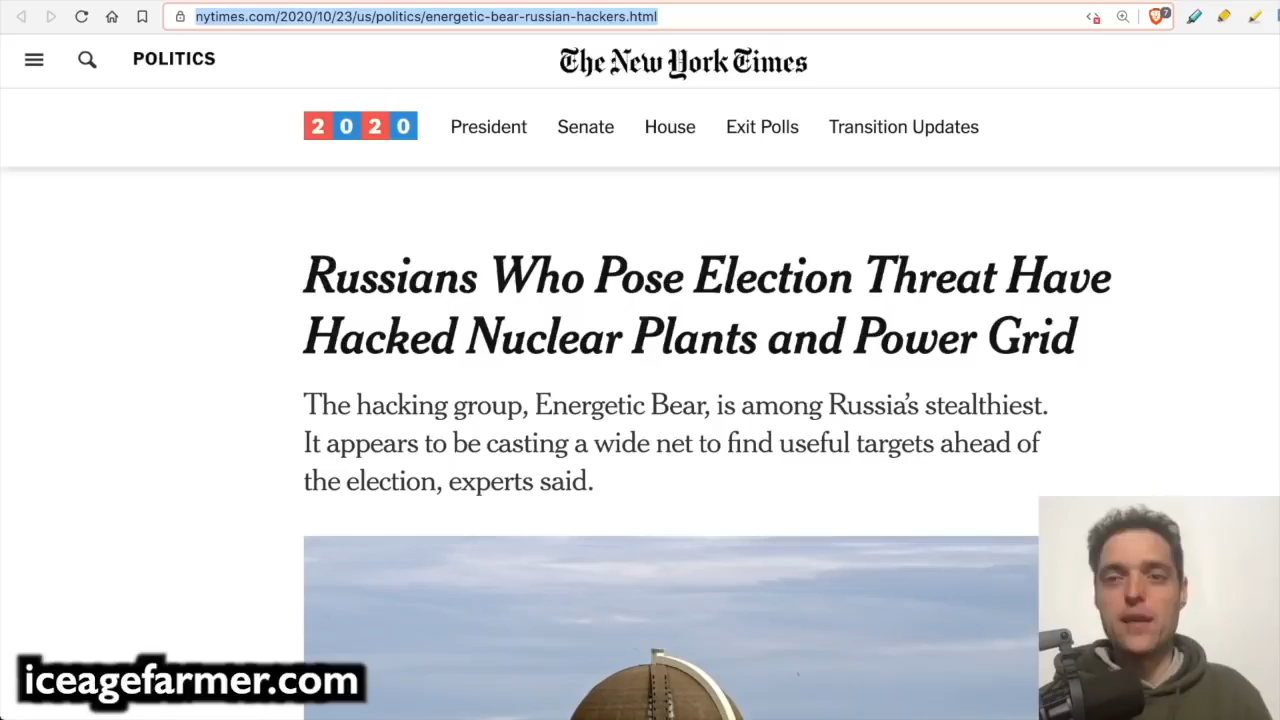 nytimes.com/2020/10/23/us/politics/energetic-bear-russian-hackers.html
7
POLITICS
The New York Times
2020
President
Senate
House
Exit Polls
Transition Updates
Russians Who Pose Election Threat Have
Hacked Nuclear Plants and Power Grid
The hacking group, Energetic Bear, is among Russia's stealthiest.
It appears to be casting a wide net to find useful targets ahead of
the election, experts said.
iceagefarmer.com